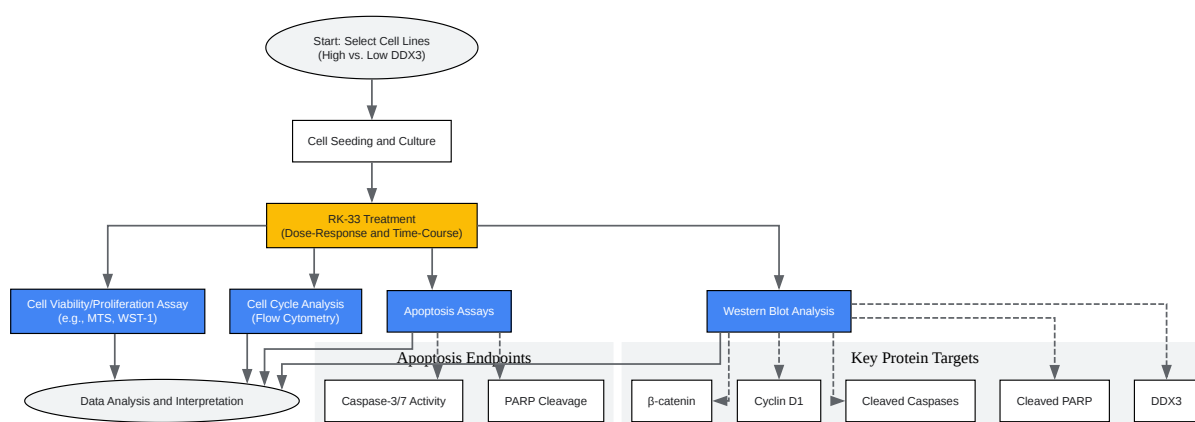 Start: Select Cell Lines
(High vs. Low DDX3)
Cell Seeding and Culture
RK-33 Treatment
(Dose-Response and Time-Course)
Cell Viability/Proliferation Assay
(e.g., MTS, WST-1)
Cell Cycle Analysis
(Flow Cytometry)
Apoptosis Assays
Western Blot Analysis
Apoptosis Endpoints
Key Protein Targets
Data Analysis and Interpretation
Caspase-3/7 Activity
PARP Cleavage
β-catenin
Cyclin D1
Cleaved Caspases
Cleaved PARP
DDX3